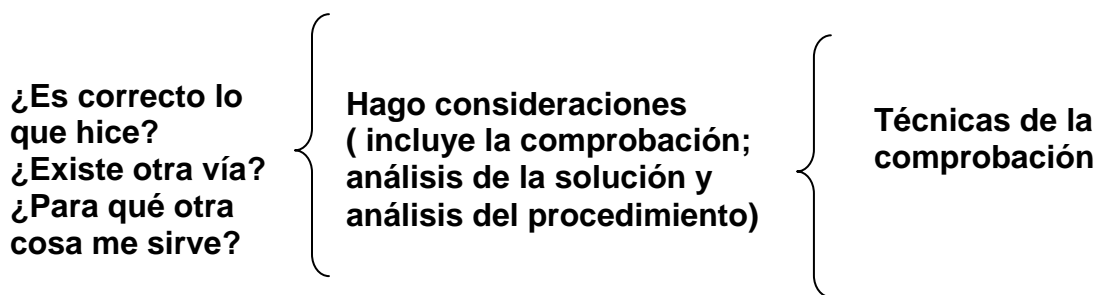 ¿Es correcto lo
que hice?
¿Existe otra vía?
¿Para qué otra
cosa me sirve?
Hago consideraciones
( incluye la comprobación;
análisis de la solución y
análisis del procedimiento)
Técnicas de la
comprobación